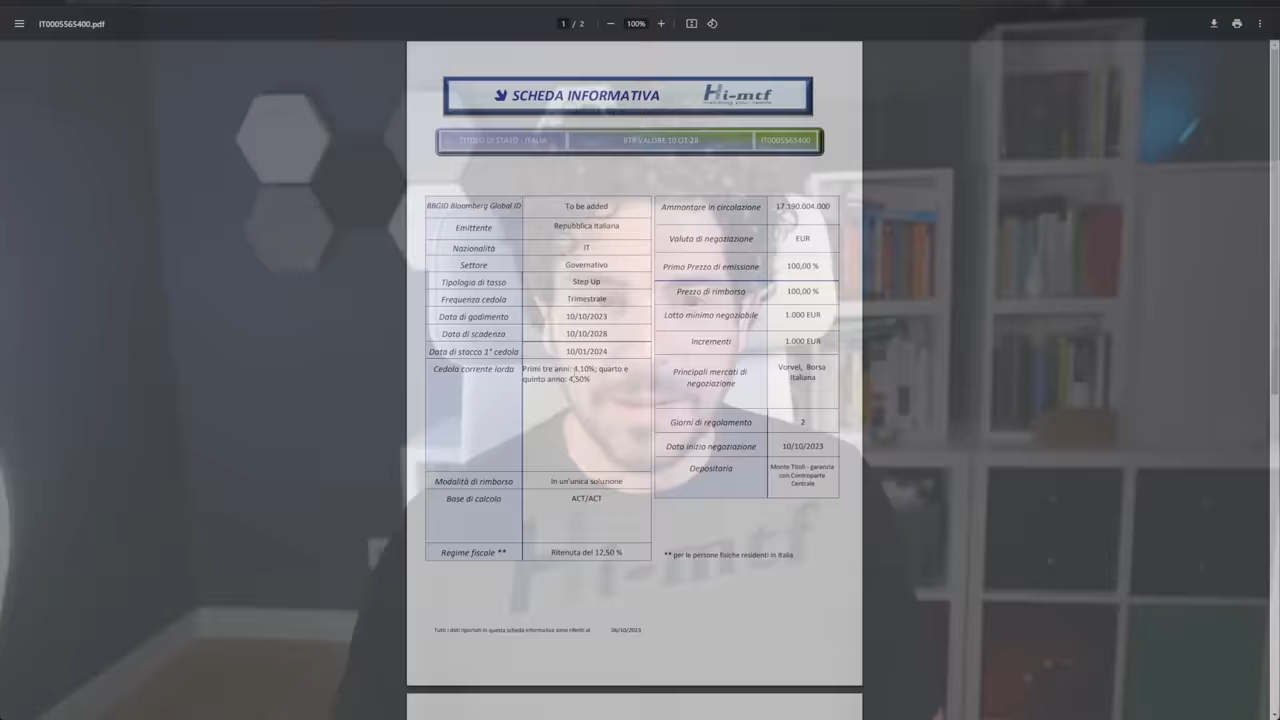 IT0005565400.pdf
1 / 2
100%
SCHEDA INFORMATIVA
Hi-mtf
matching your needs
TITOLO DI STATO - ITALIA
BTP VALORE 10 OT 28
IT0005565400
BBGID Bloomberg Global ID
To be added
Emittente
Repubblica Italiana
Nazionalità
IT
Settore
Governativo
Tipologia di tasso
Step Up
Frequenza cedola
Trimestrale
Data di godimento
10/10/2023
Data di scadenza
10/10/2028
Data di stacco 1° cedola
10/01/2024
Cedola corrente lorda
Primi tre anni: 4,10%; quarto e
quinto anno: 4,50%
Modalità di rimborso
In un'unica soluzione
Base di calcolo
ACT/ACT
Regime fiscale **
Ritenuta del 12,50 %
Ammontare in circolazione
17.190.004.000
Valuta di negoziazione
EUR
Primo Prezzo di emissione
100,00 %
Prezzo di rimborso
100,00 %
Lotto minimo negoziabile
1.000 EUR
Incrementi
1.000 EUR
Principali mercati di
negoziazione
Vorvel, Borsa
Italiana
Giorni di regolamento
2
Data inizio negoziazione
10/10/2023
Depositaria
Monte Titoli - garanzia
con Controparte
Centrale
** per le persone fisiche residenti in Italia
Hi-mtf
Tutti i dati riportati in questa scheda informativa sono riferiti al
06/10/2023